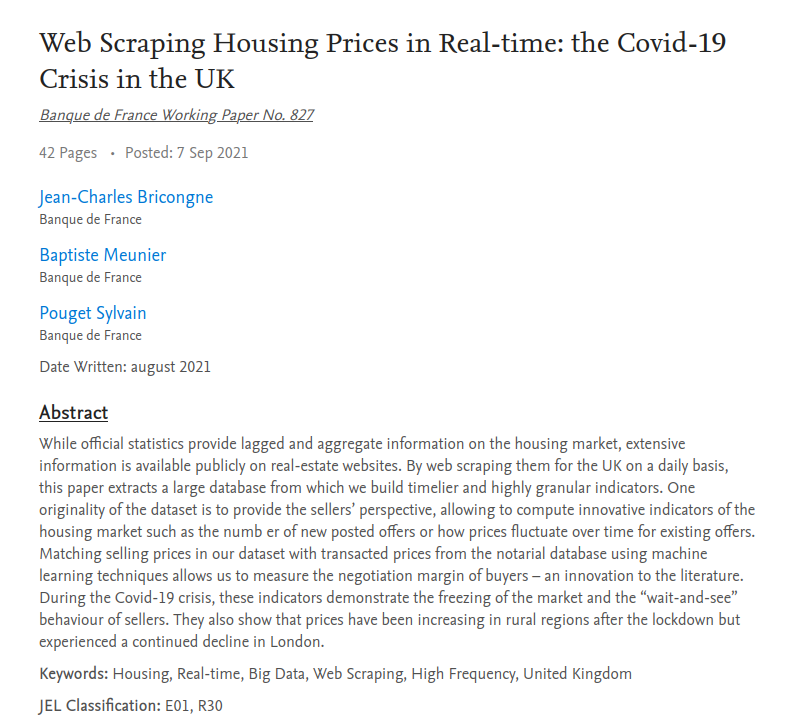 Web Scraping Housing Prices in Real-time: the Covid-19
Crisis in the UK
Banque de France Working Paper No. 827
42 Pages • Posted: 7 Sep 2021
Jean-Charles Bricongne
Banque de France
Baptiste Meunier
Banque de France
Pouget Sylvain
Banque de France
Date Written: august 2021
Abstract
While official statistics provide lagged and aggregate information on the housing market, extensive
information is available publicly on real-estate websites. By web scraping them for the UK on a daily basis,
this paper extracts a large database from which we build timelier and highly granular indicators. One
originality of the dataset is to provide the sellers’ perspective, allowing to compute innovative indicators of the
housing market such as the numb er of new posted offers or how prices fluctuate over time for existing offers.
Matching selling prices in our dataset with transacted prices from the notarial database using machine
learning techniques allows us to measure the negotiation margin of buyers – an innovation to the literature.
During the Covid-19 crisis, these indicators demonstrate the freezing of the market and the “wait-and-see”
behaviour of sellers. They also show that prices have been increasing in rural regions after the lockdown but
experienced a continued decline in London.
Keywords: Housing, Real-time, Big Data, Web Scraping, High Frequency, United Kingdom
JEL Classification: E01, R30